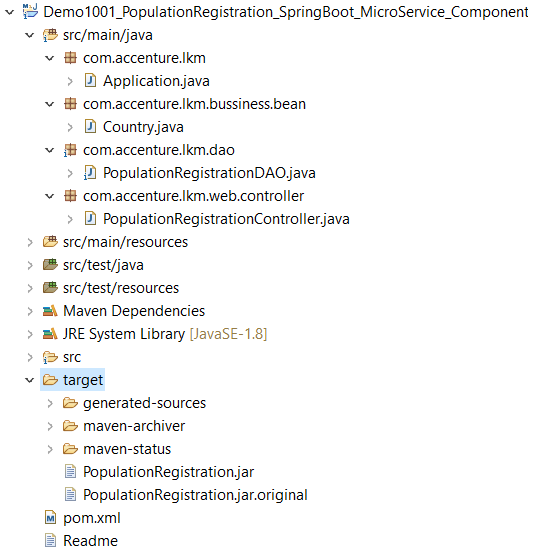 Demo1001_PopulationRegistration_SpringBoot_MicroService_Component
src/main/java
com.accenture.lkm
Application.java
com.accenture.lkm.bussiness.bean
Country.java
com.accenture.lkm.dao
PopulationRegistrationDAO.java
com.accenture.lkm.web.controller
PopulationRegistrationController.java
src/main/resources
src/test/java
src/test/resources
Maven Dependencies
JRE System Library [JavaSE-1.8]
src
target
generated-sources
maven-archiver
maven-status
PopulationRegistration.jar
PopulationRegistration.jar.original
pom.xml
Readme